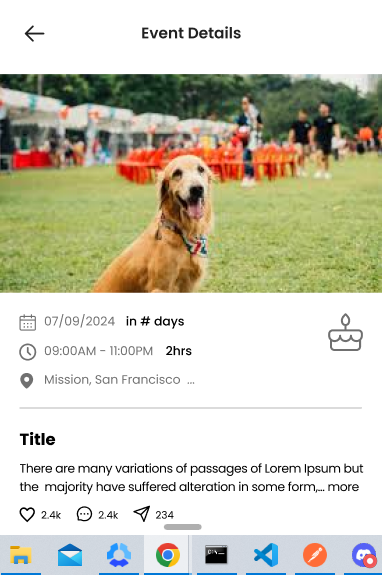 Event Details
07/09/2024 in # days
09:00AM - 11:00PM 2hrs
Mission, San Francisco ...
Title
There are many variations of passages of Lorem Ipsum but
the majority have suffered alteration in some form,... more
2.4k 2.4k 234